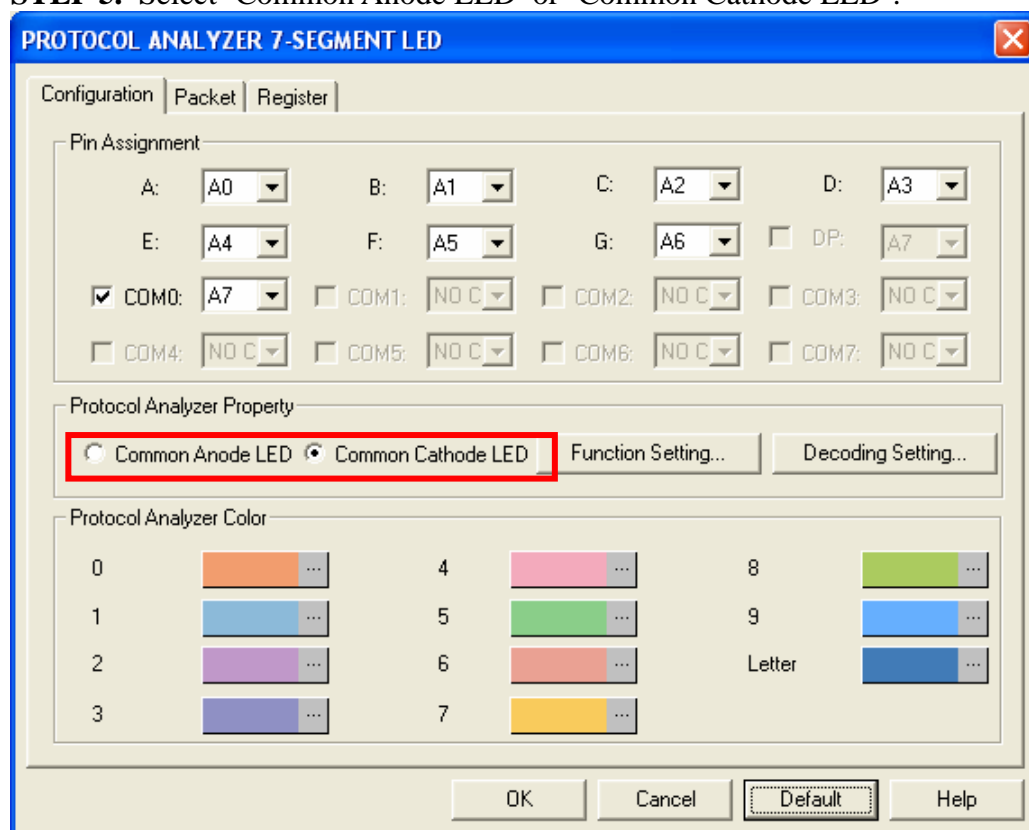 STEP 3. Select "Common Anode LED" or "Common Cathode LED".
PROTOCOL ANALYZER 7-SEGMENT LED
Configuration Packet Register
Pin Assignment
A: A0 B: A1 C: A2 D: A3
E: A4 F: A5 G: A6 DP: A7
COM0: A7 COM1: NO C COM2: NO C COM3: NO C
COM4: NO C COM5: NO C COM6: NO C COM7: NO C
Protocol Analyzer Property
Common Anode LED Common Cathode LED Function Setting... Decoding Setting...
Protocol Analyzer Color
0 ... 4 ... 8 ...
1 ... 5 ... 9 ...
2 ... 6 ... Letter ...
3 ... 7 ...
OK Cancel Default Help